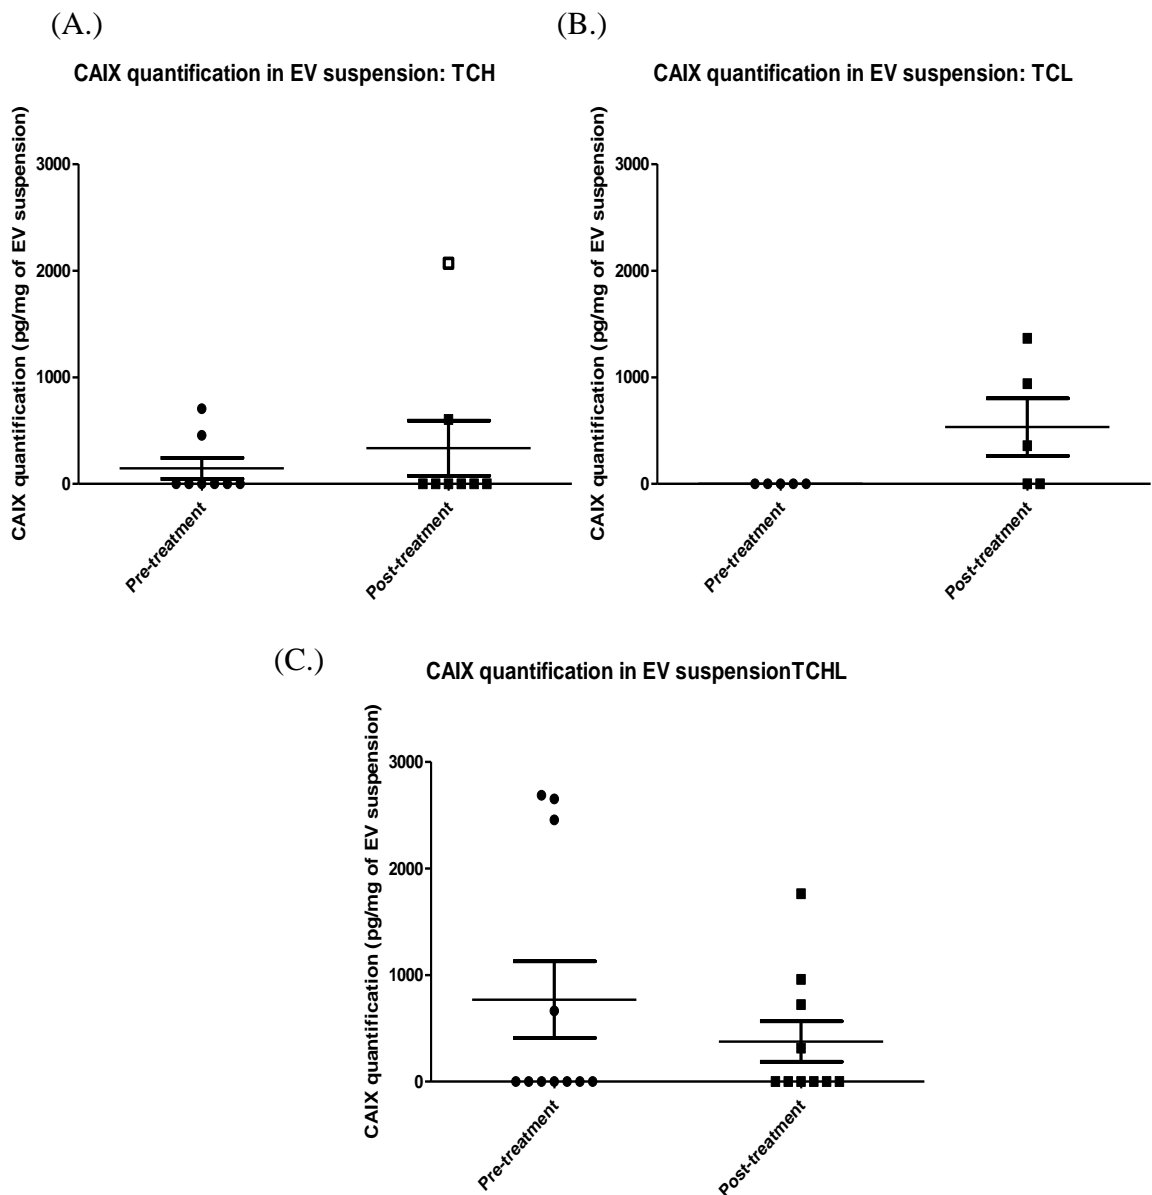 (A.)
CAIX quantification in EV suspension: TCH
CAIX quantification (pg/mg of EV suspension)
3000
2000
1000
0
Pre-treatment
Post-treatment
(B.)
CAIX quantification in EV suspension: TCL
CAIX quantification (pg/mg of EV suspension)
3000
2000
1000
0
Pre-treatment
Post-treatment
(C.)
CAIX quantification in EV suspensionTCHL
CAIX quantification (pg/mg of EV suspension)
3000
2000
1000
0
Pre-treatment
Post-treatment